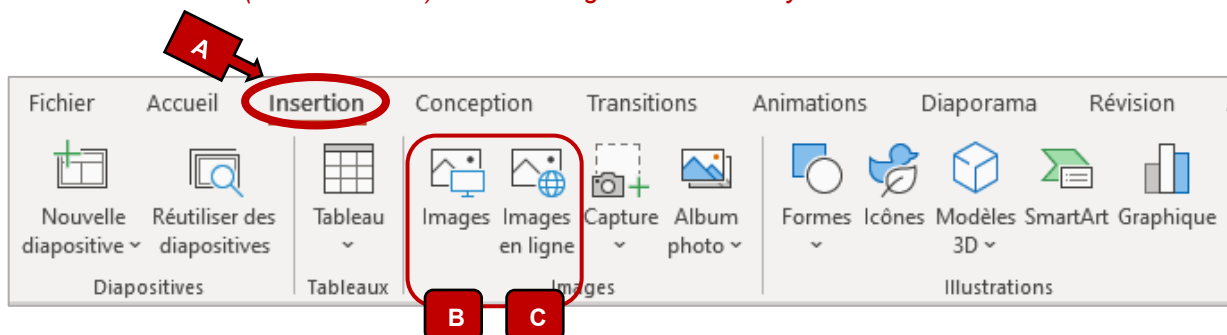 A
Fichier Accueil Insertion Conception Transitions Animations Diaporama Révision
Nouvelle diapositive Réutiliser des diapositives Tableau Images Images en ligne Capture Album photo Formes Icônes Modèles 3D SmartArt Graphique
Diapositives Tableaux Images Illustrations
B C